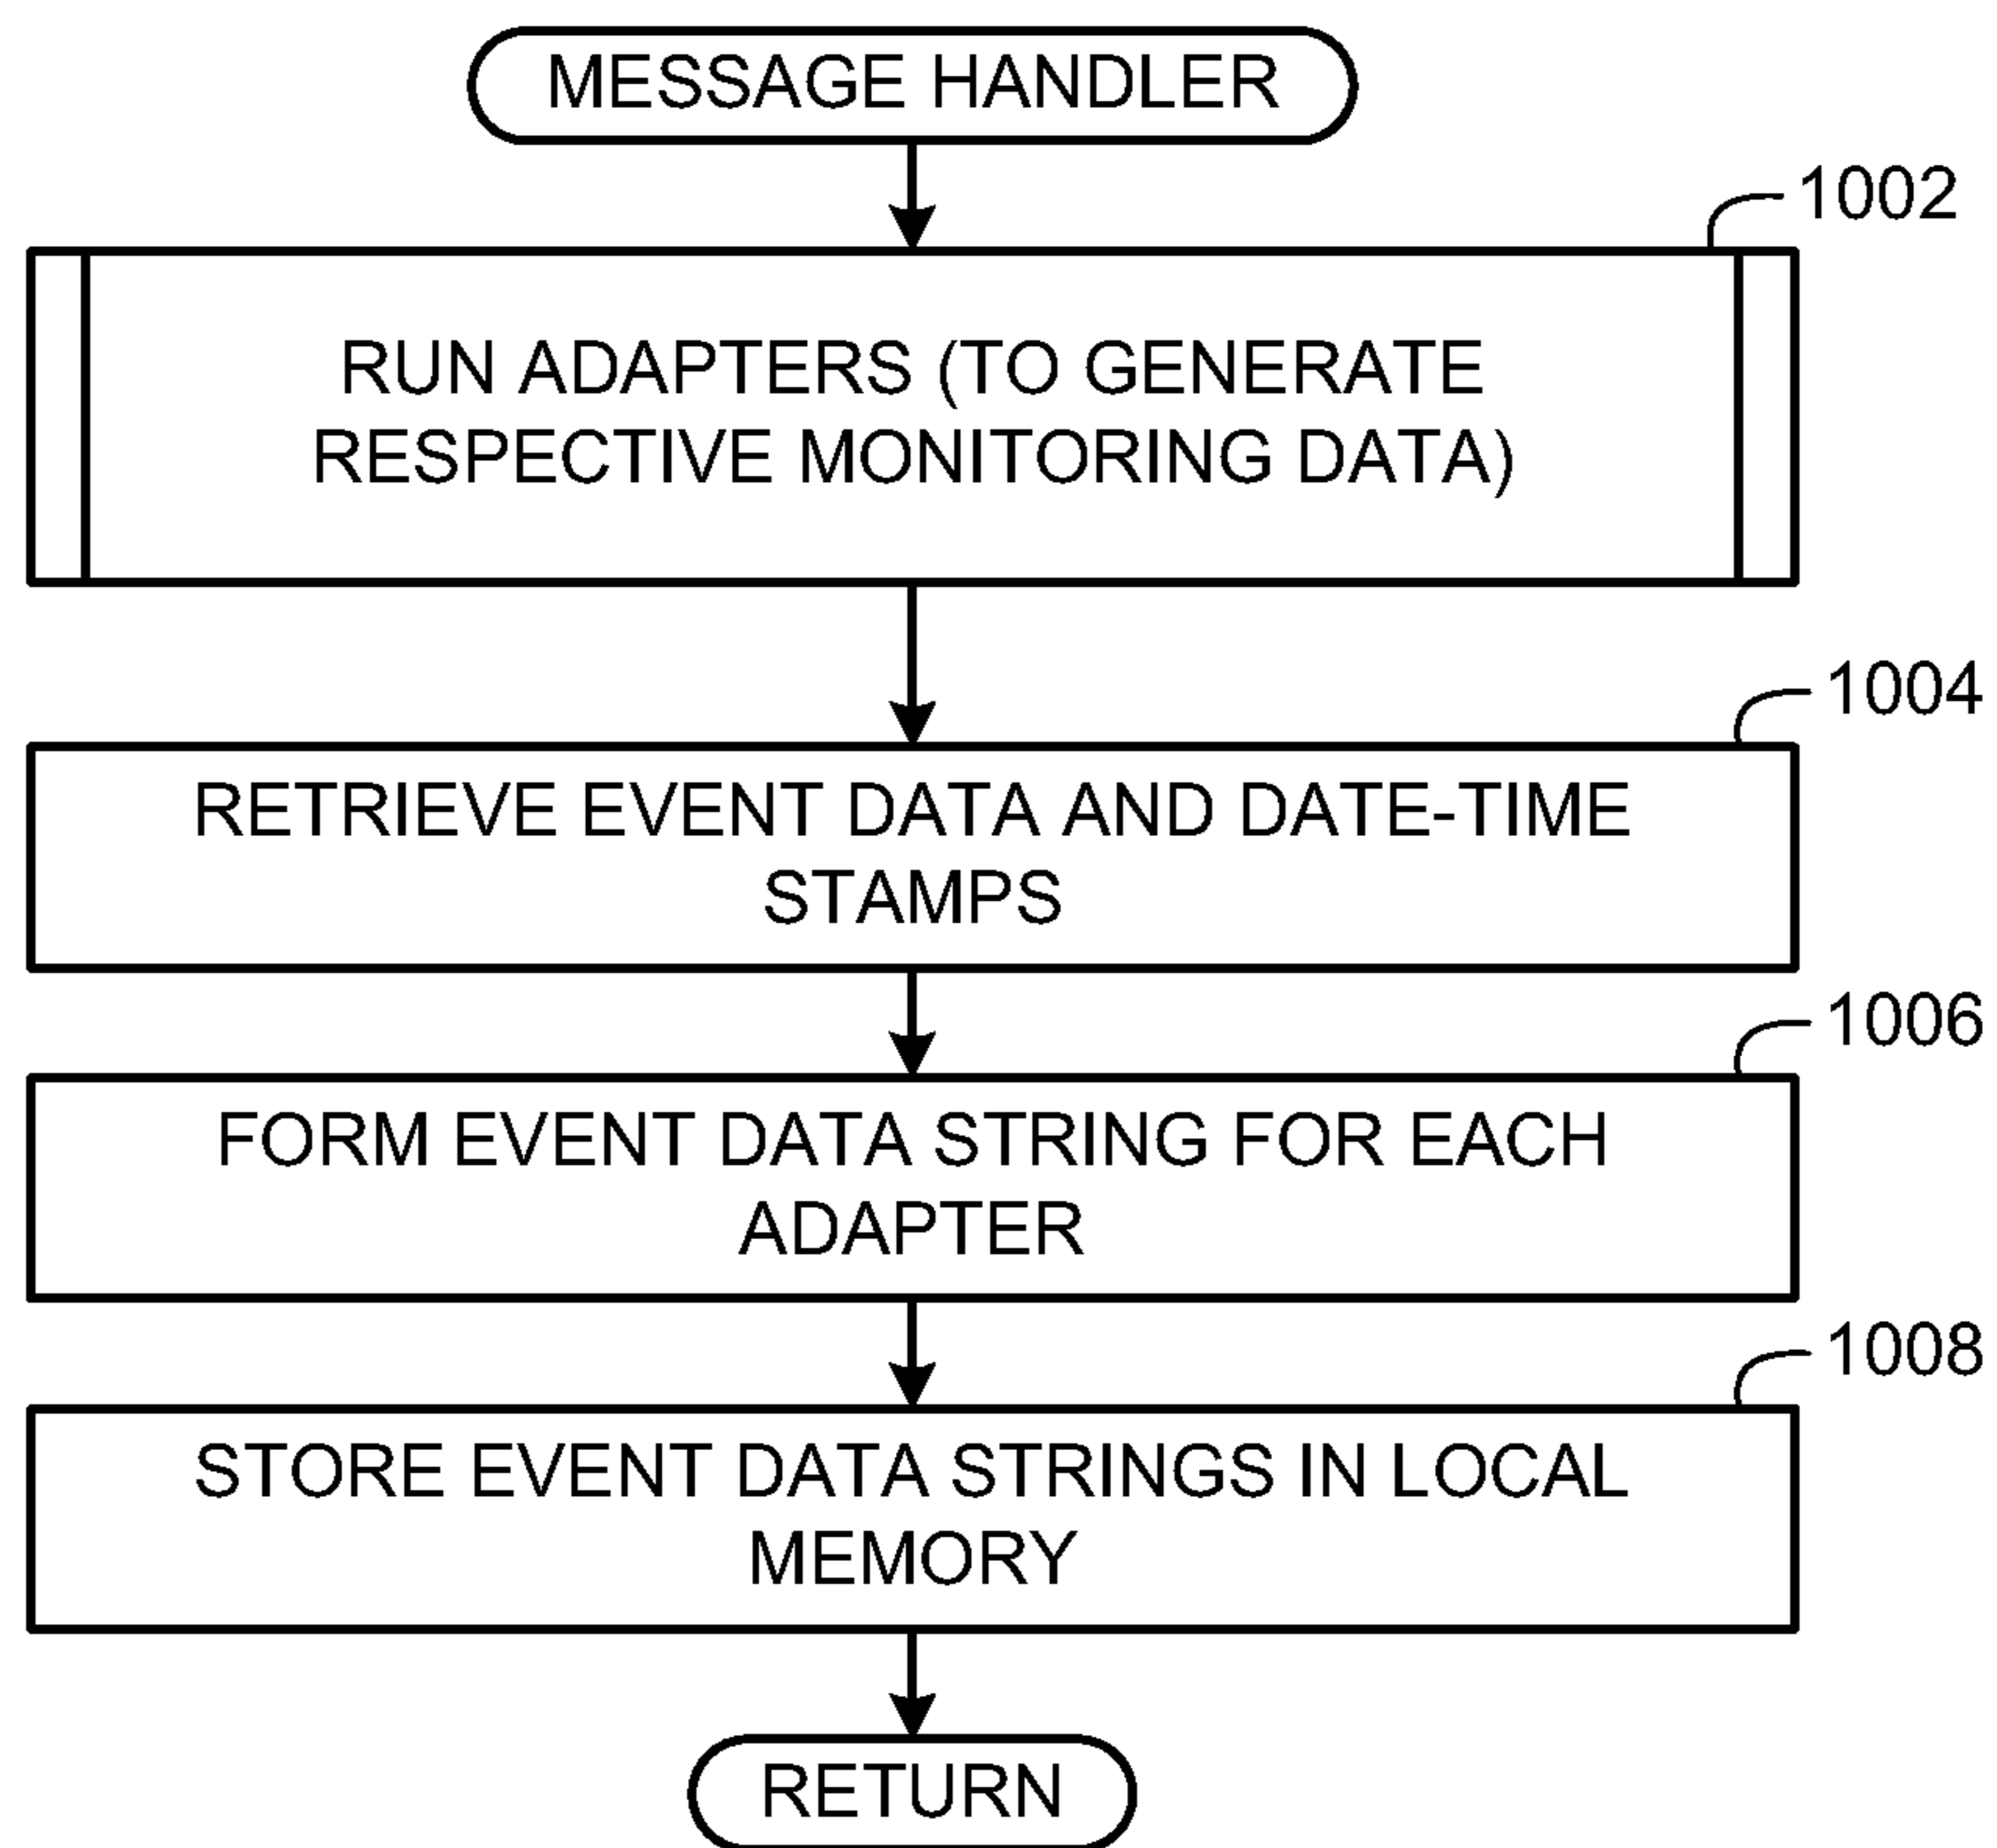 MESSAGE HANDLER
1002
RUN ADAPTERS (TO GENERATE
RESPECTIVE MONITORING DATA)
1004
RETRIEVE EVENT DATA AND DATE-TIME
STAMPS
1006
FORM EVENT DATA STRING FOR EACH
ADAPTER
1008
STORE EVENT DATA STRINGS IN LOCAL
MEMORY
RETURN